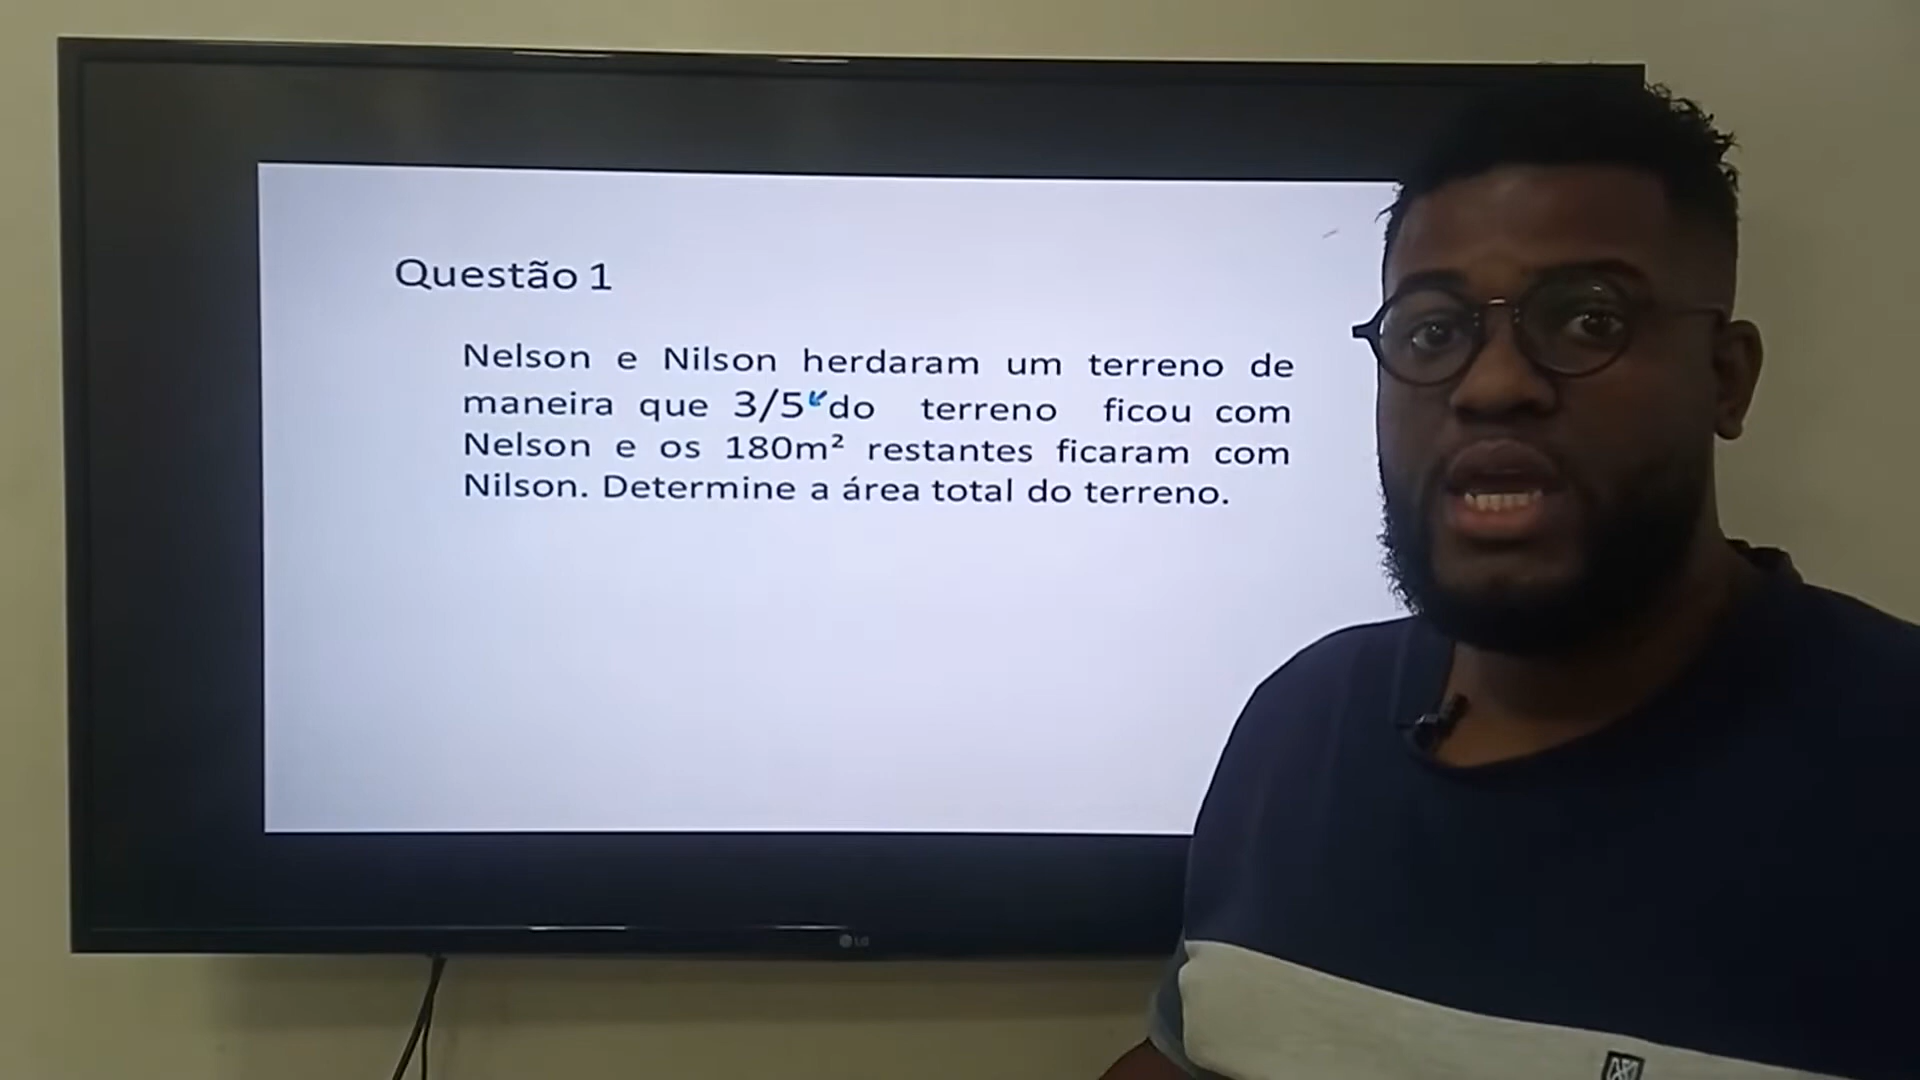 Questão 1
Nelson e Nilson herdaram um terreno de
maneira que 3/5 do terreno ficou com
Nelson e os 180m² restantes ficaram com
Nilson. Determine a área total do terreno.
LG